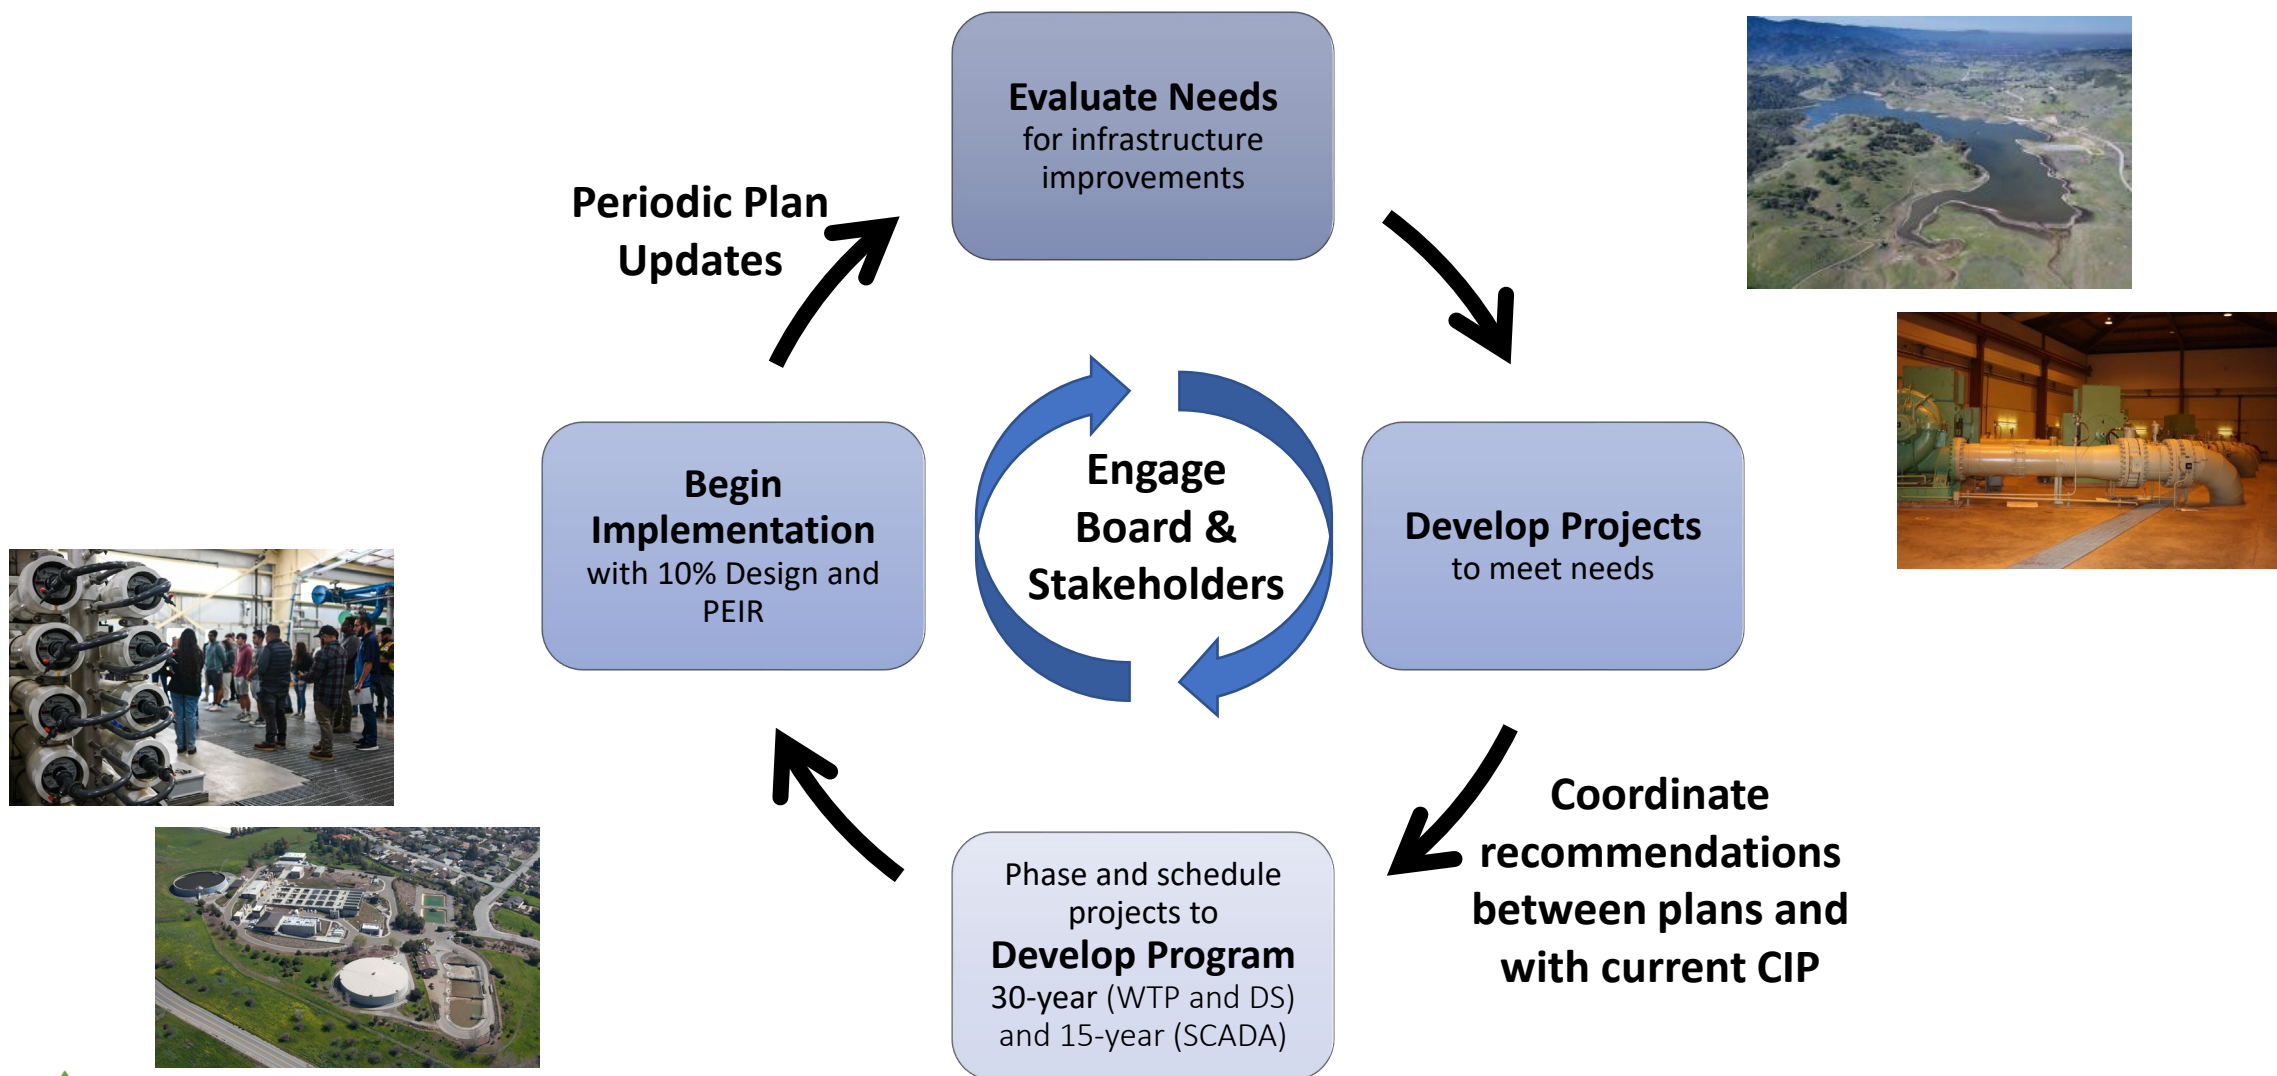 Evaluate Needs
for infrastructure
improvements
Periodic Plan
Updates
Begin
Implementation
with 10% Design and
PEIR
Engage
Board &
Stakeholders
Develop Projects
to meet needs
Phase and schedule
projects to
Develop Program
30-year (WTP and DS)
and 15-year (SCADA)
Coordinate
recommendations
between plans and
with current CIP